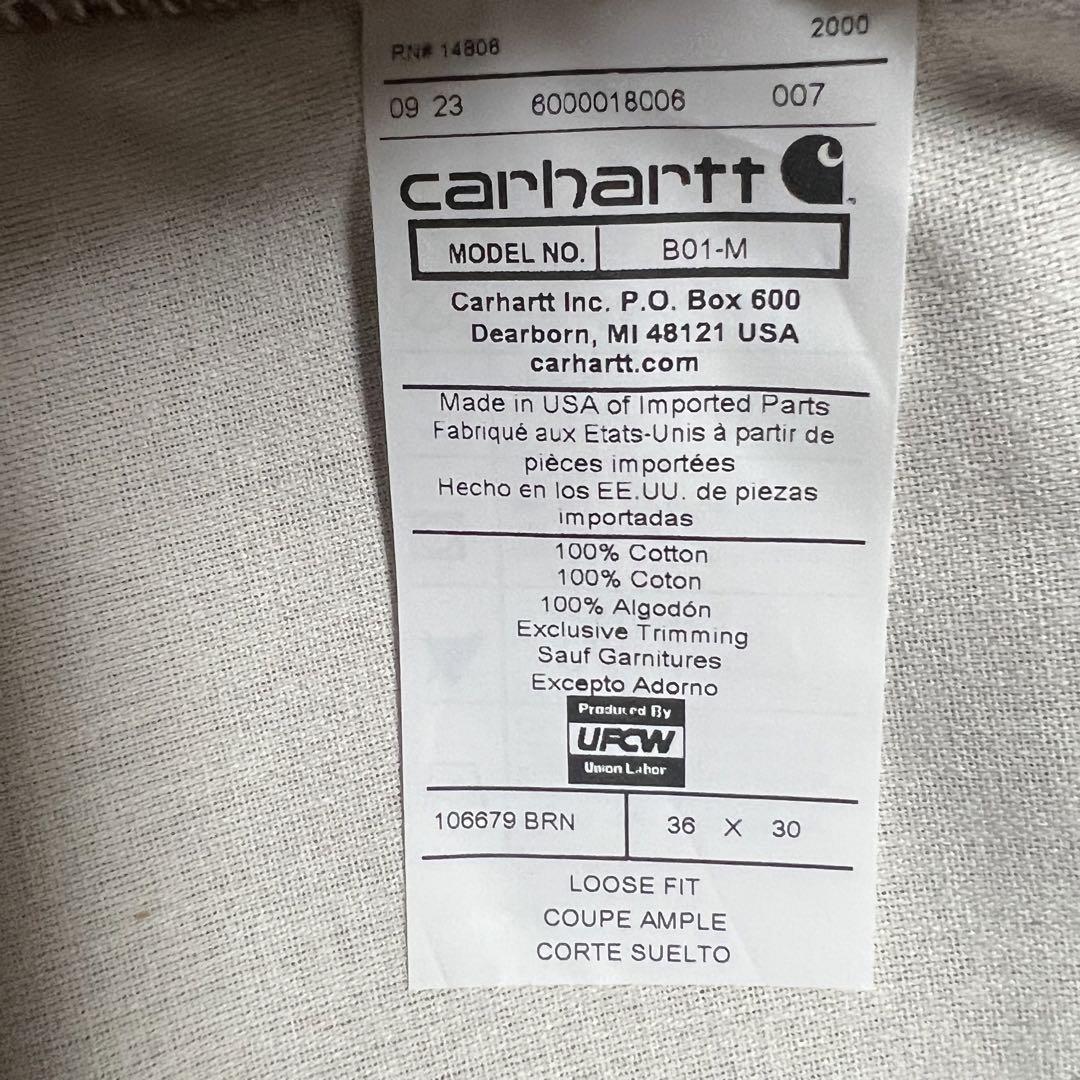 RN# 14806 2000
09 23 6000018006 007
carhartt
MODEL NO. B01-M
Carhartt Inc. P.O. Box 600
Dearborn, MI 48121 USA
carhartt.com
Made in USA of Imported Parts
Fabriqué aux Etats-Unis à partir de
pièces importées
Hecho en los EE.UU. de piezas
importadas
100% Cotton
100% Coton
100% Algodón
Exclusive Trimming
Sauf Garnitures
Excepto Adorno
Produced By
UFCW
Union Labor
106679 BRN 36 X 30
LOOSE FIT
COUPE AMPLE
CORTE SUELTO